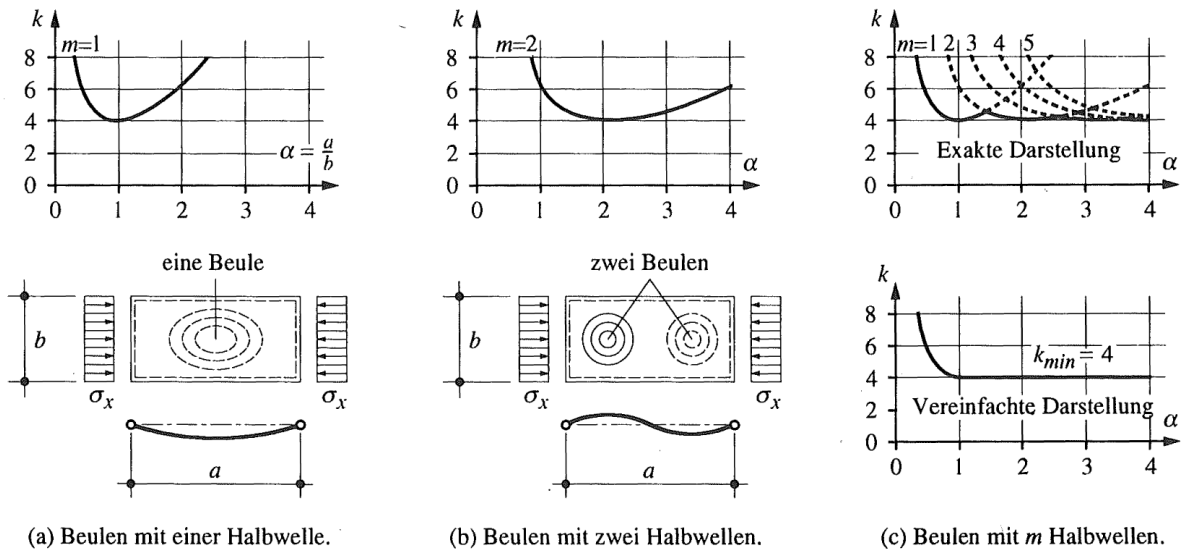 k
8
6
4
2
0
m=1
α = a/b
0 1 2 3 4
eine Beule
b
σx
σx
a
(a) Beulen mit einer Halbwelle.
k
8
6
4
2
0
m=2
α
0 1 2 3 4
zwei Beulen
b
σx
σx
a
(b) Beulen mit zwei Halbwellen.
k
8
6
4
2
0
m=1 2 3 4 5
Exakte Darstellung
α
0 1 2 3 4
k
8
6
4
2
0
kmin = 4
Vereinfachte Darstellung
α
0 1 2 3 4
(c) Beulen mit m Halbwellen.